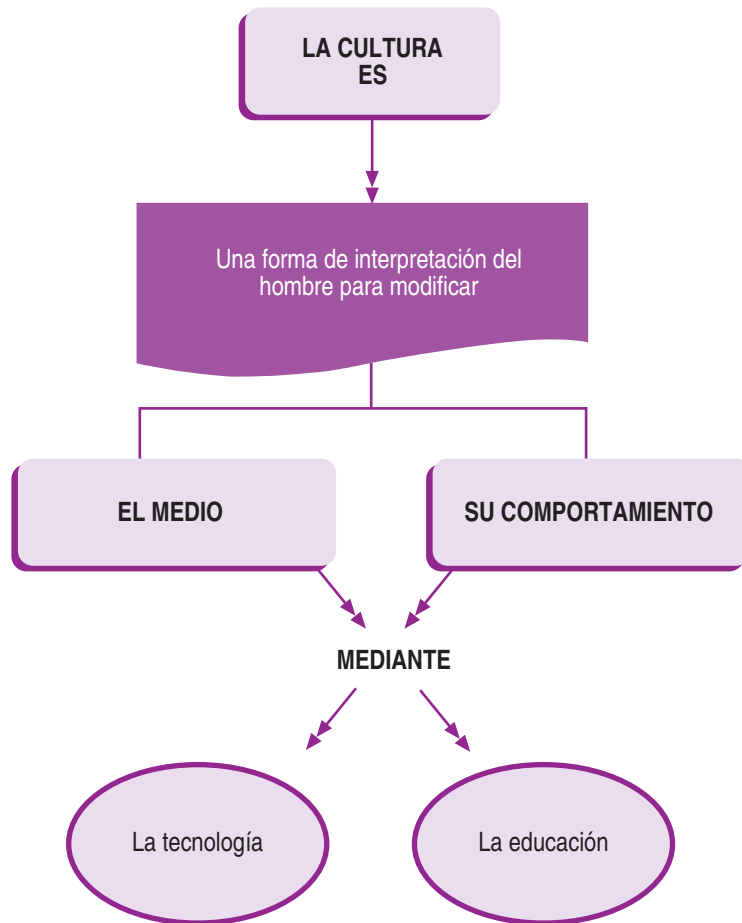 LA CULTURA
ES
Una forma de interpretación del
hombre para modificar
EL MEDIO
SU COMPORTAMIENTO
MEDIANTE
La tecnología
La educación